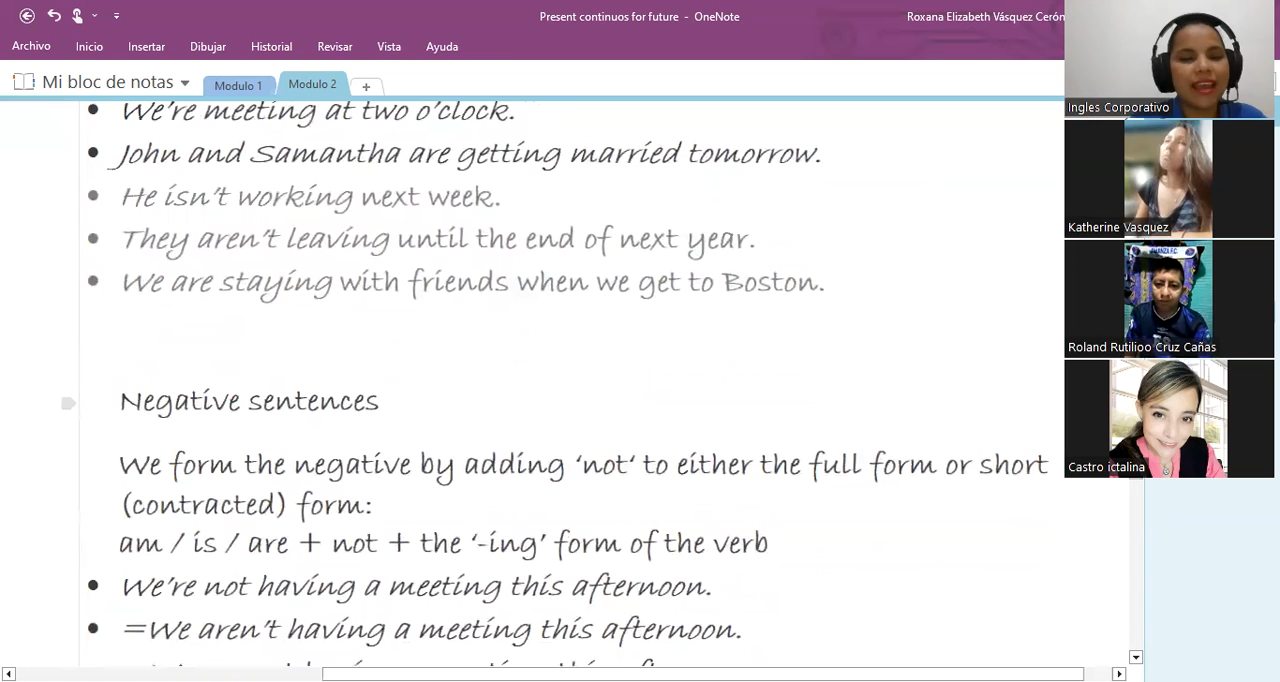 Present continuos for future - OneNote
Roxana Elizabeth Vásquez Cerón
Archivo Inicio Insertar Dibujar Historial Revisar Vista Ayuda
Mi bloc de notas Modulo 1 Modulo 2 +
We're meeting at two o'clock.
John and Samantha are getting married tomorrow.
He isn't working next week.
They aren't leaving until the end of next year.
We are staying with friends when we get to Boston.
Negative sentences
We form the negative by adding 'not' to either the full form or short
(contracted) form:
am / is / are + not + the '-ing' form of the verb
We're not having a meeting this afternoon.
=We aren't having a meeting this afternoon.
Ingles Corporativo
Katherine Vasquez
Roland Rutilioo Cruz Cañas
Castro ictalina